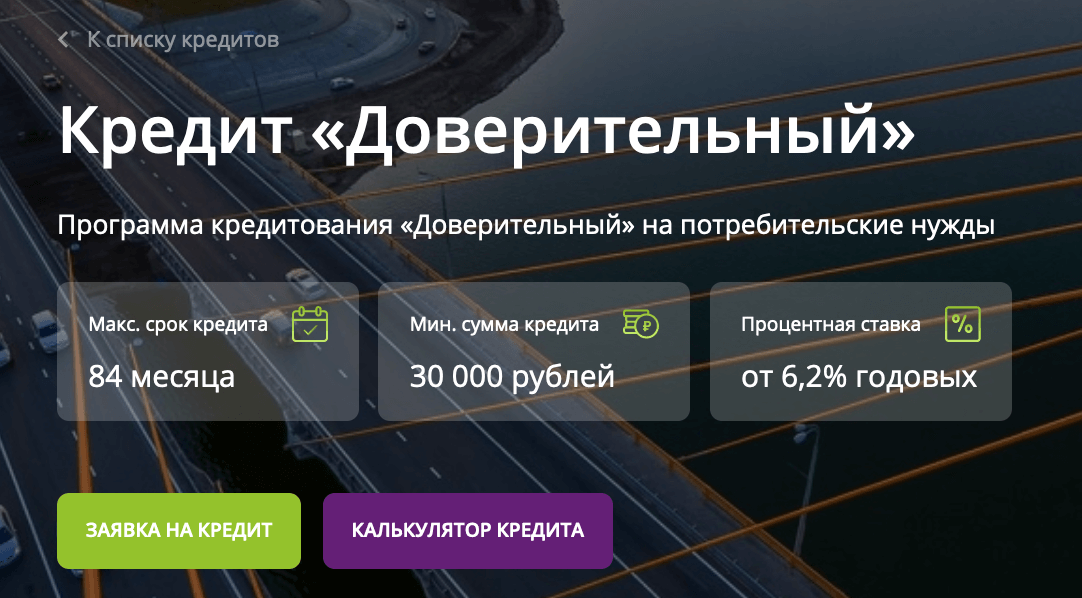 К списку кредитов
Кредит «Доверительный»
Программа кредитования «Доверительный» на потребительские нужды
Макс. срок кредита
84 месяца
Мин. сумма кредита
30 000 рублей
Процентная ставка
от 6,2% годовых
ЗАЯВКА НА КРЕДИТ
КАЛЬКУЛЯТОР КРЕДИТА